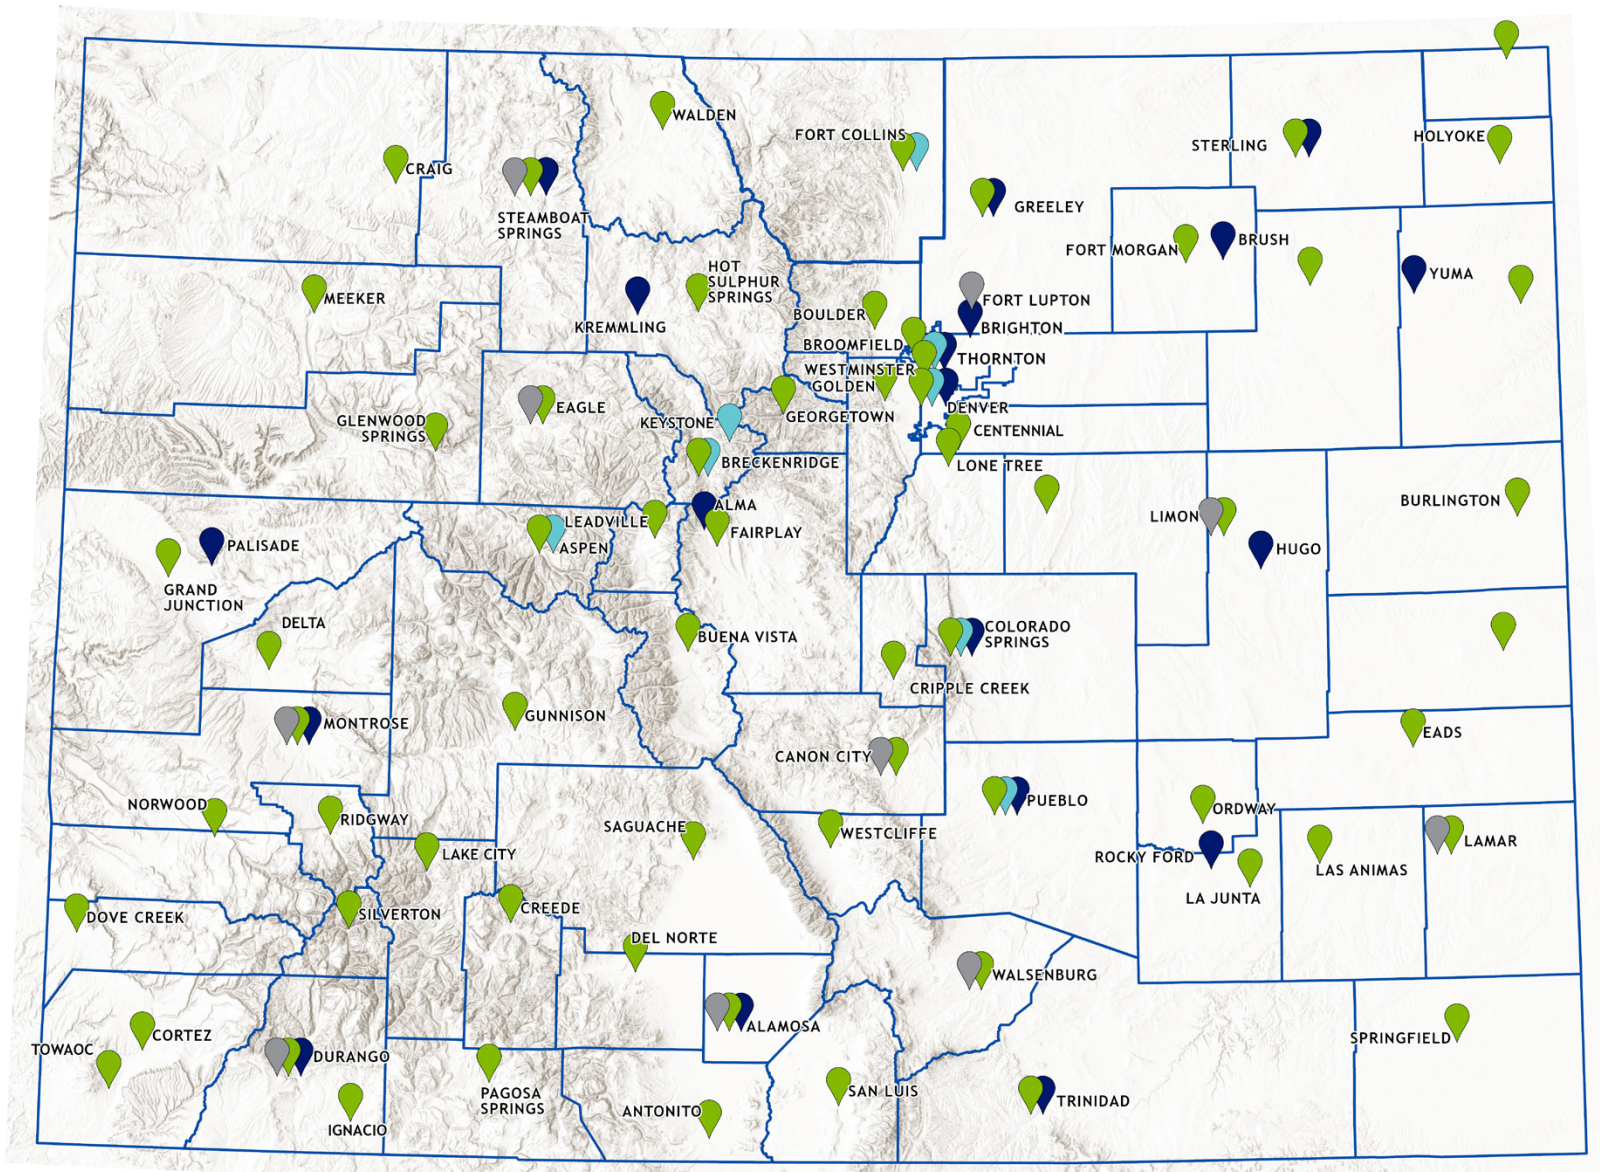 WALDEN
FORT COLLINS
HOLYOKE
STERLING
CRAIG
GREELEY
STEAMBOAT
SPRINGS
BRUSH
FORT MORGAN
HOT
SULPHUR
SPRINGS
YUMA
MEEKER
FORT LUPTON
BOULDER
KREMMLING
BRIGHTON
BROOMFIELD
THORNTON
WESTMINSTER
GOLDEN
EAGLE
DENVER
GEORGETOWN
GLENWOOD
SPRINGS
KEYSTONE
CENTENNIAL
BRECKENRIDGE
LONE TREE
BURLINGTON
ALMA
LIMON
LEADVILLE
FAIRPLAY
PALISADE
ASPEN
HUGO
GRAND
JUNCTION
DELTA
COLORADO
SPRINGS
BUENA VISTA
CRIPPLE CREEK
GUNNISON
MONTROSE
EADS
CANON CITY
PUEBLO
NORWOOD
ORDWAY
RIDGWAY
SAGUACHE
WESTCLIFFE
LAMAR
LAKE CITY
ROCKY FORD
LAS ANIMAS
LA JUNTA
CREEDE
SILVERTON
DOVE CREEK
DEL NORTE
WALSENBURG
ALAMOSA
CORTEZ
SPRINGFIELD
TOWAOC
DURANGO
SAN LUIS
PAGOSA
SPRINGS
TRINIDAD
ANTONITO
IGNACIO